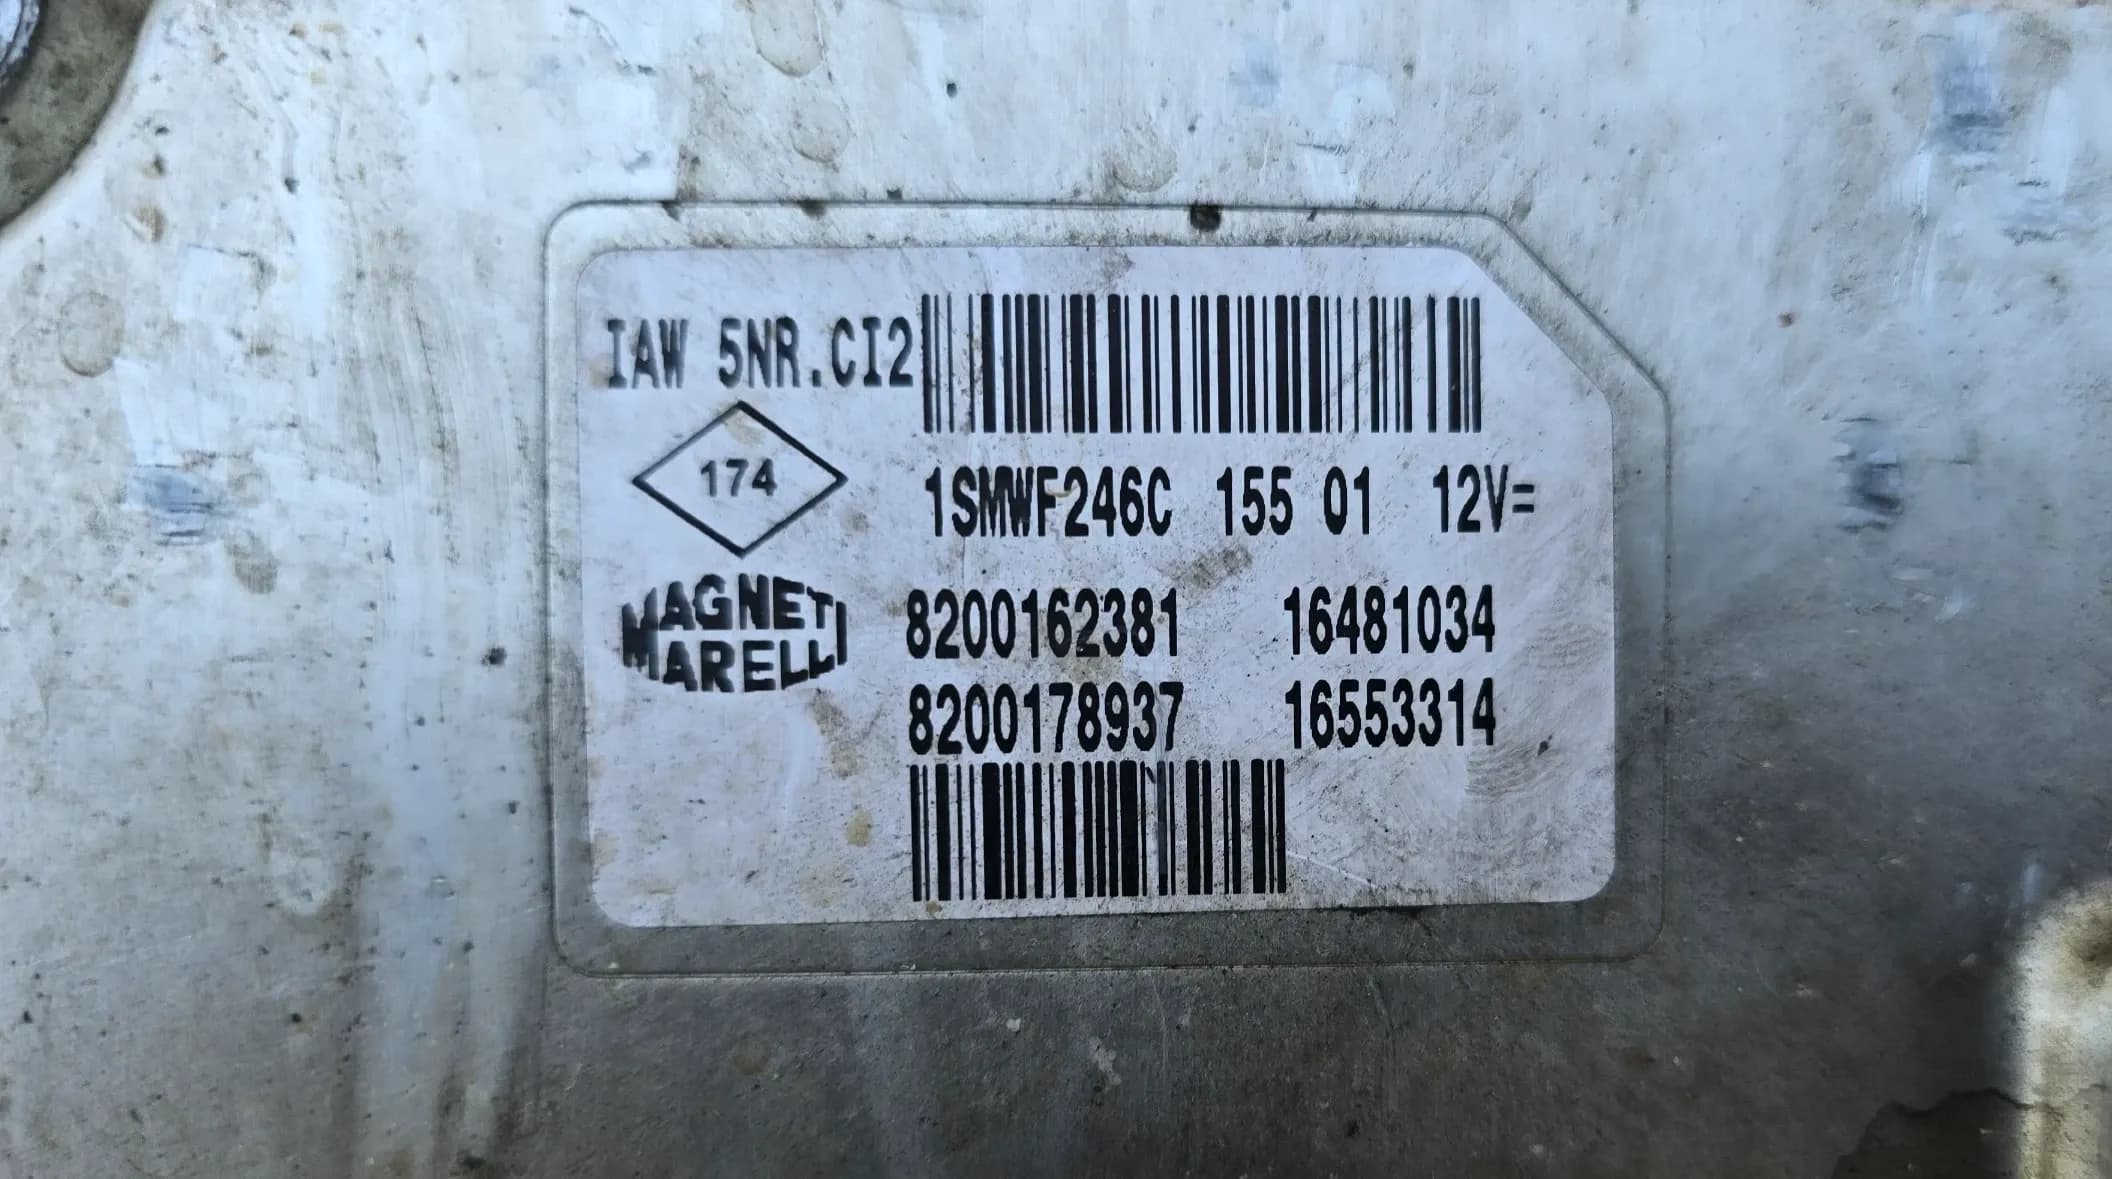 IAW 5NR.CI2
174
1SMWF246C 155 01 12V=
MAGNETI
MARELLI
8200162381 16481034
8200178937 16553314